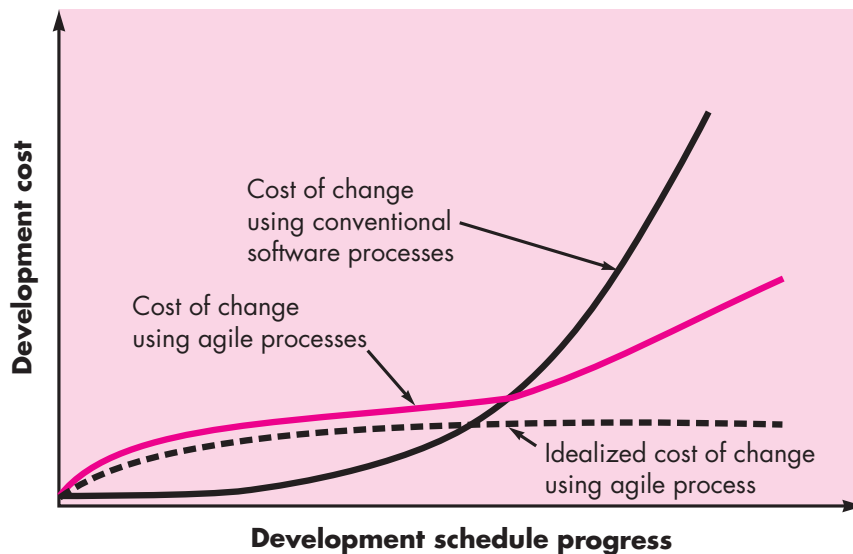 Development cost
Cost of change
using conventional
software processes
Cost of change
using agile processes
Idealized cost of change
using agile process
Development schedule progress